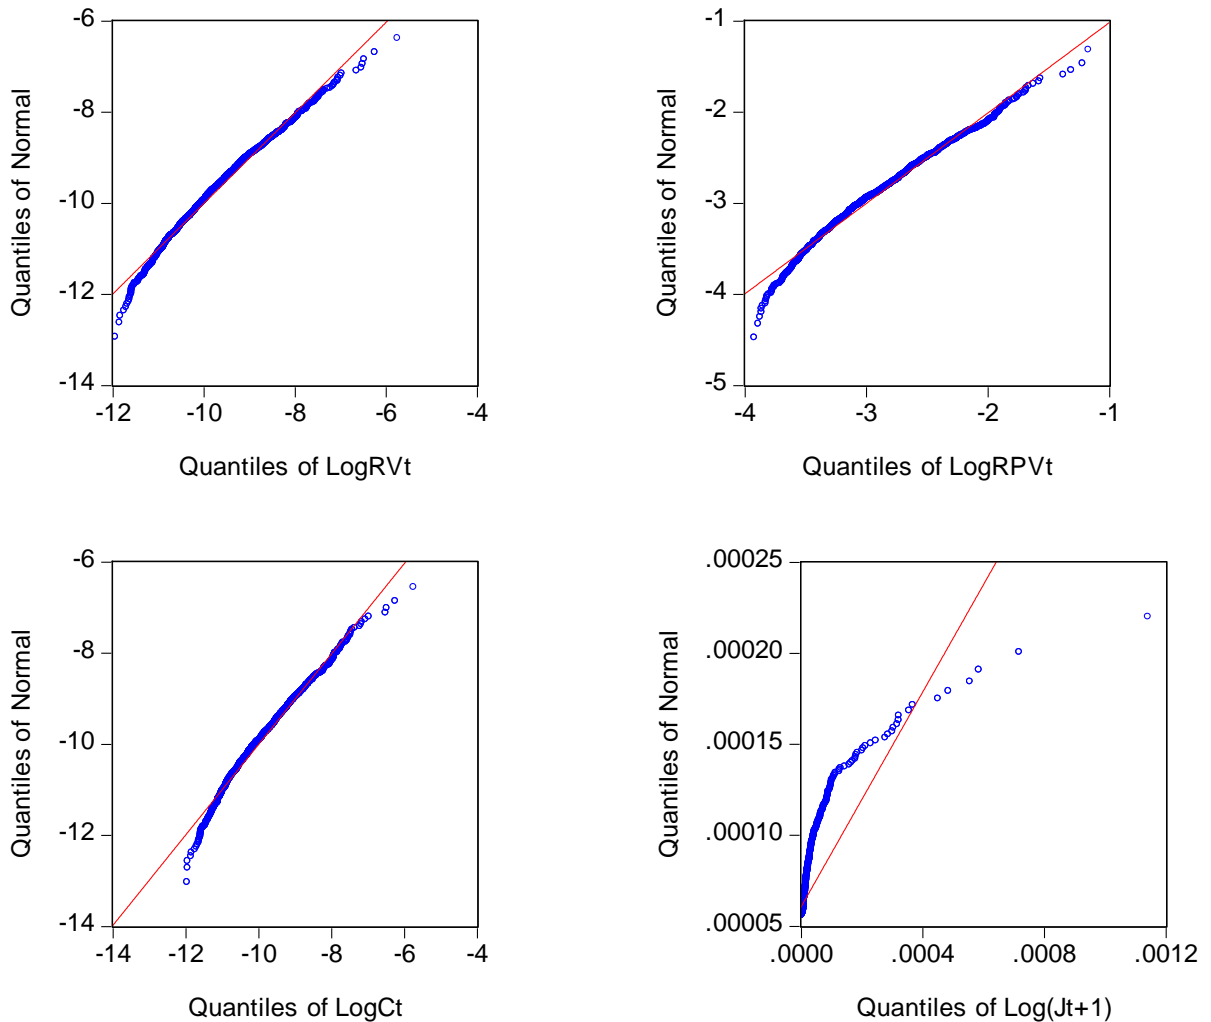 -6
-8
-10
-12
-14
-12 -10 -8 -6 -4
Quantiles of Normal
Quantiles of LogRVt
-1
-2
-3
-4
-5
-4 -3 -2 -1
Quantiles of Normal
Quantiles of LogRPVt
-6
-8
-10
-12
-14
-14 -12 -10 -8 -6 -4
Quantiles of Normal
Quantiles of LogCt
.00025
.00020
.00015
.00010
.00005
.0000 .0004 .0008 .0012
Quantiles of Normal
Quantiles of Log(Jt+1)